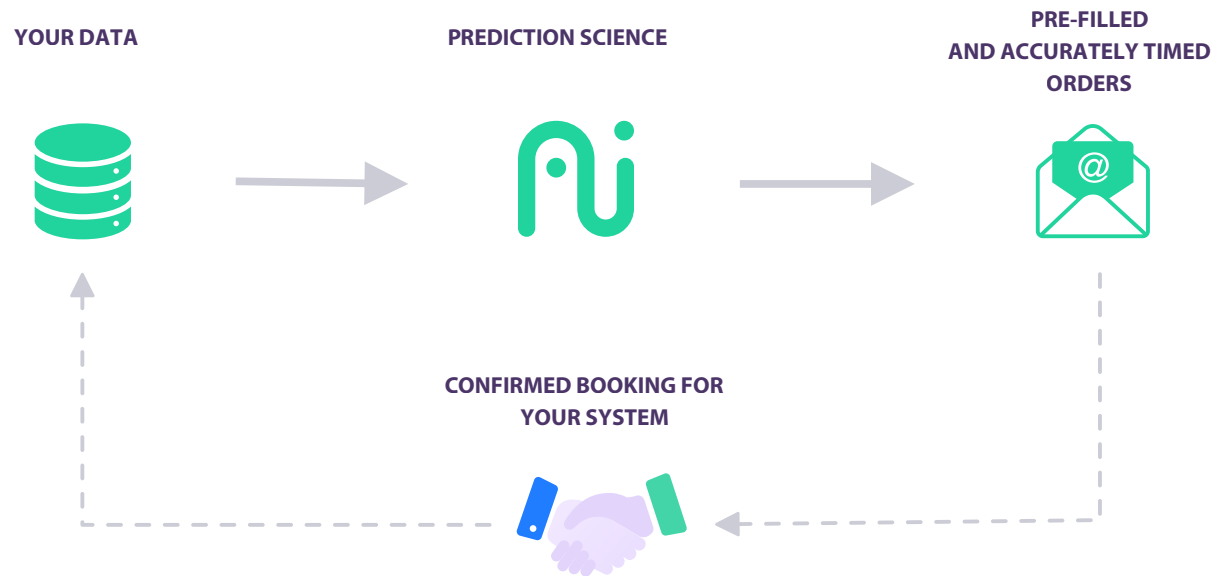 YOUR DATA
PREDICTION SCIENCE
PRE-FILLED
AND ACCURATELY TIMED
ORDERS
@
CONFIRMED BOOKING FOR
YOUR SYSTEM